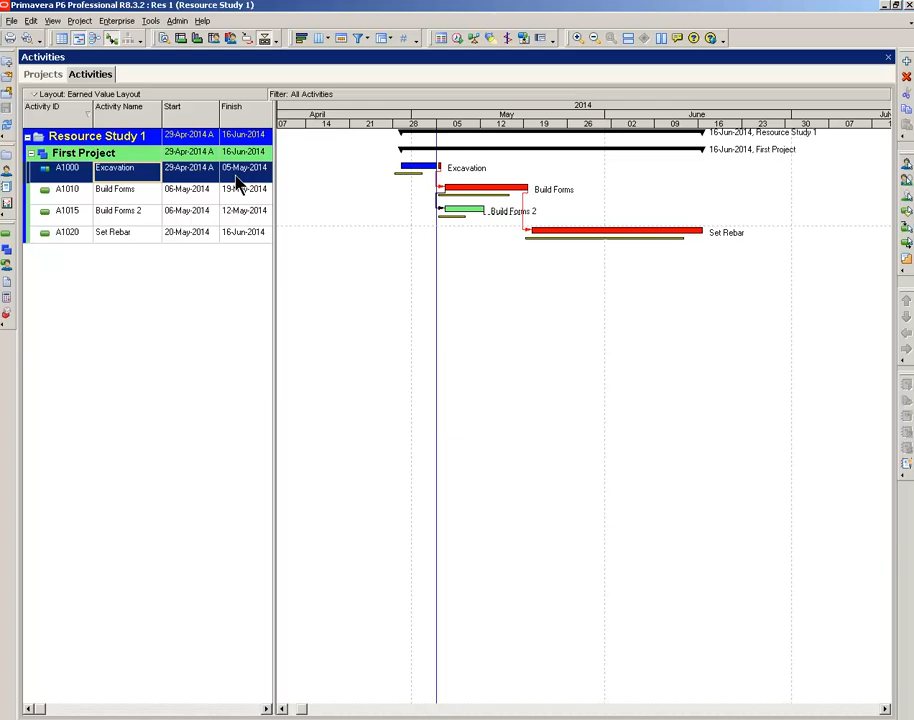 Primavera P6 Professional R8.3.2 : Res 1 (Resource Study 1)
File Edit View Project Enterprise Tools Admin Help
Activities
Projects Activities
Layout: Earned Value Layout Filter: All Activities
Activity ID Activity Name Start Finish
2014
April May June
07 14 21 28 05 12 19 26 02 09 16 23 30 07
Resource Study 1 29-Apr-2014 A 16-Jun-2014 16-Jun-2014, Resource Study 1
First Project 29-Apr-2014 A 16-Jun-2014 16-Jun-2014, First Project
A1000 Excavation 29-Apr-2014 A 05-May-2014 Excavation
A1010 Build Forms 06-May-2014 Build Forms
A1015 Build Forms 2 06-May-2014 12-May-2014 Build Forms 2
A1020 Set Rebar 20-May-2014 16-Jun-2014 Set Rebar